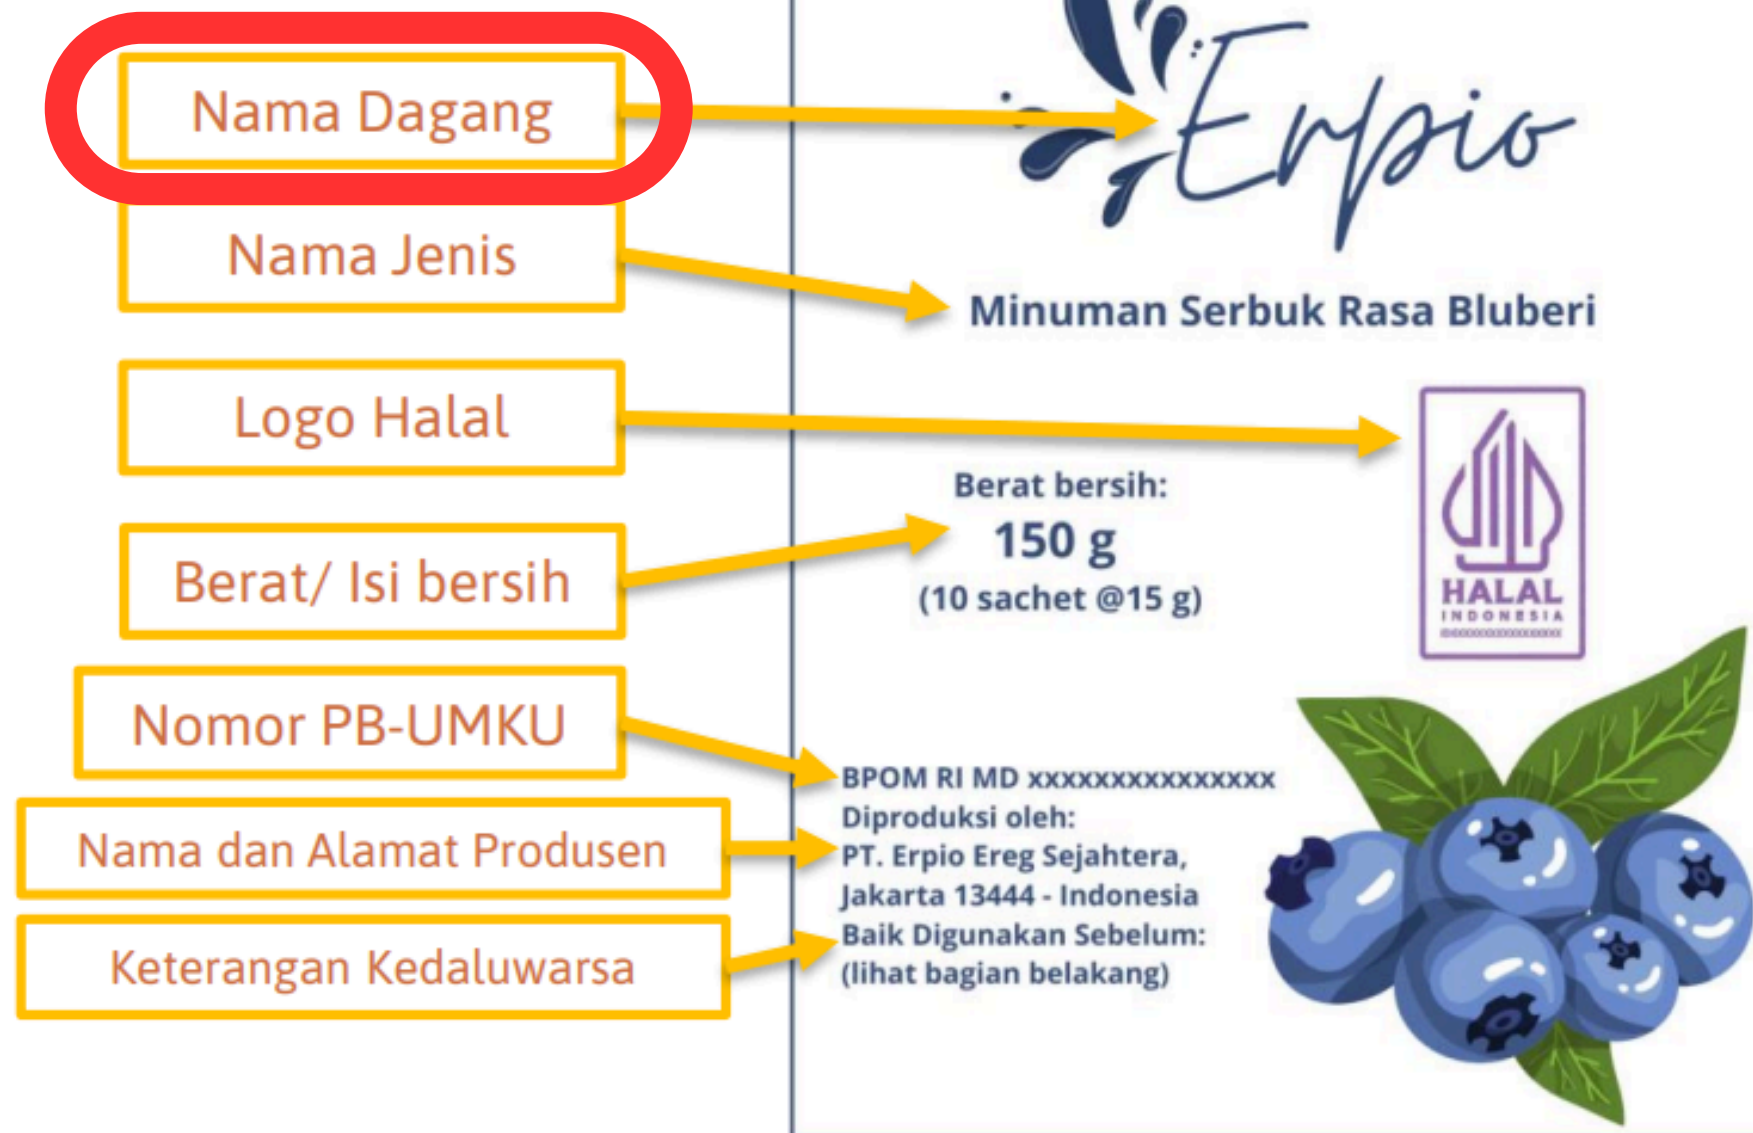 Nama Dagang
Erpio
Nama Jenis
Minuman Serbuk Rasa Bluberi
Logo Halal
HALAL
INDONESIA
Berat/ Isi bersih
Berat bersih:
150 g
(10 sachet @15 g)
Nomor PB-UMKU
BPOM RI MD xxxxxxxxxxxxxxx
Nama dan Alamat Produsen
Diproduksi oleh:
PT. Erpio Ereg Sejahtera,
Jakarta 13444 - Indonesia
Keterangan Kedaluwarsa
Baik Digunakan Sebelum:
(lihat bagian belakang)